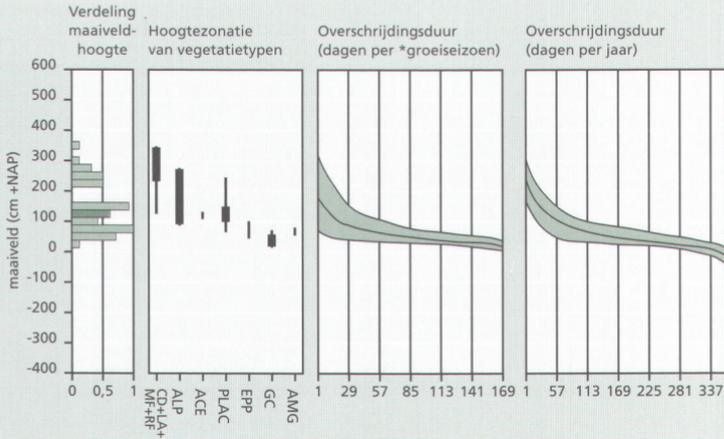 Verdeling
maaiveld-
hoogte
Hoogtezonatie
van vegetatietypen
Overschrijdingsduur
(dagen per *groeiseizoen)
Overschrijdingsduur
(dagen per jaar)
maaiveld (cm +NAP)
600
500
400
300
200
100
0
-100
-200
-300
-400
0 0,5 1
CD+LA+
MF+RF
ALP
ACE
PLAC
EPP
GC
AMG
1 29 57 85 113 141 169
1 57 113 169 225 281 337